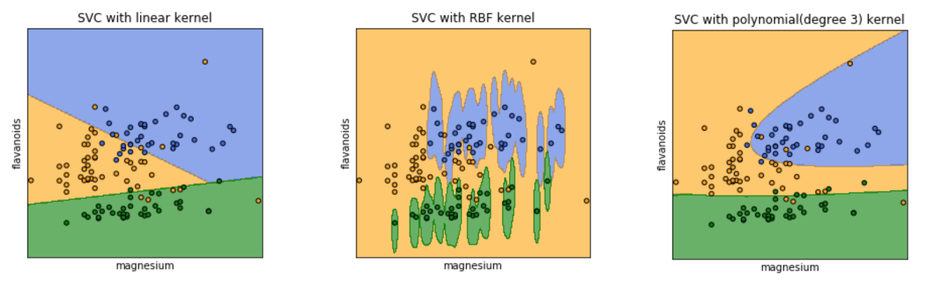 SVC with linear kernel
SVC with RBF kernel
SVC with polynomial(degree 3) kernel
flavanoids
flavanoids
flavanoids
magnesium
magnesium
magnesium